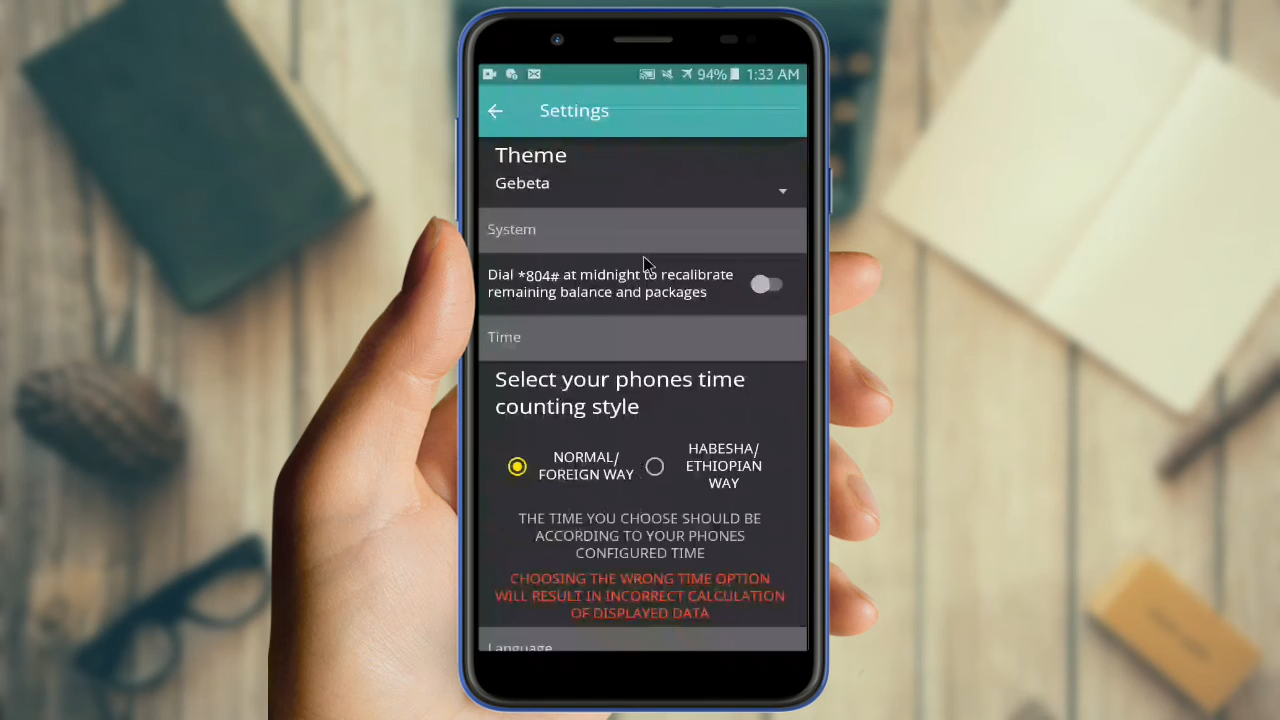 94% 1:33 AM
Settings
Theme
Gebeta
System
Dial *804# at midnight to recalibrate
remaining balance and packages
Time
Select your phones time
counting style
NORMAL/
FOREIGN WAY
HABESHA/
ETHIOPIAN
WAY
THE TIME YOU CHOOSE SHOULD BE
ACCORDING TO YOUR PHONES
CONFIGURED TIME
CHOOSING THE WRONG TIME OPTION
WILL RESULT IN INCORRECT CALCULATION
OF DISPLAYED DATA
Language